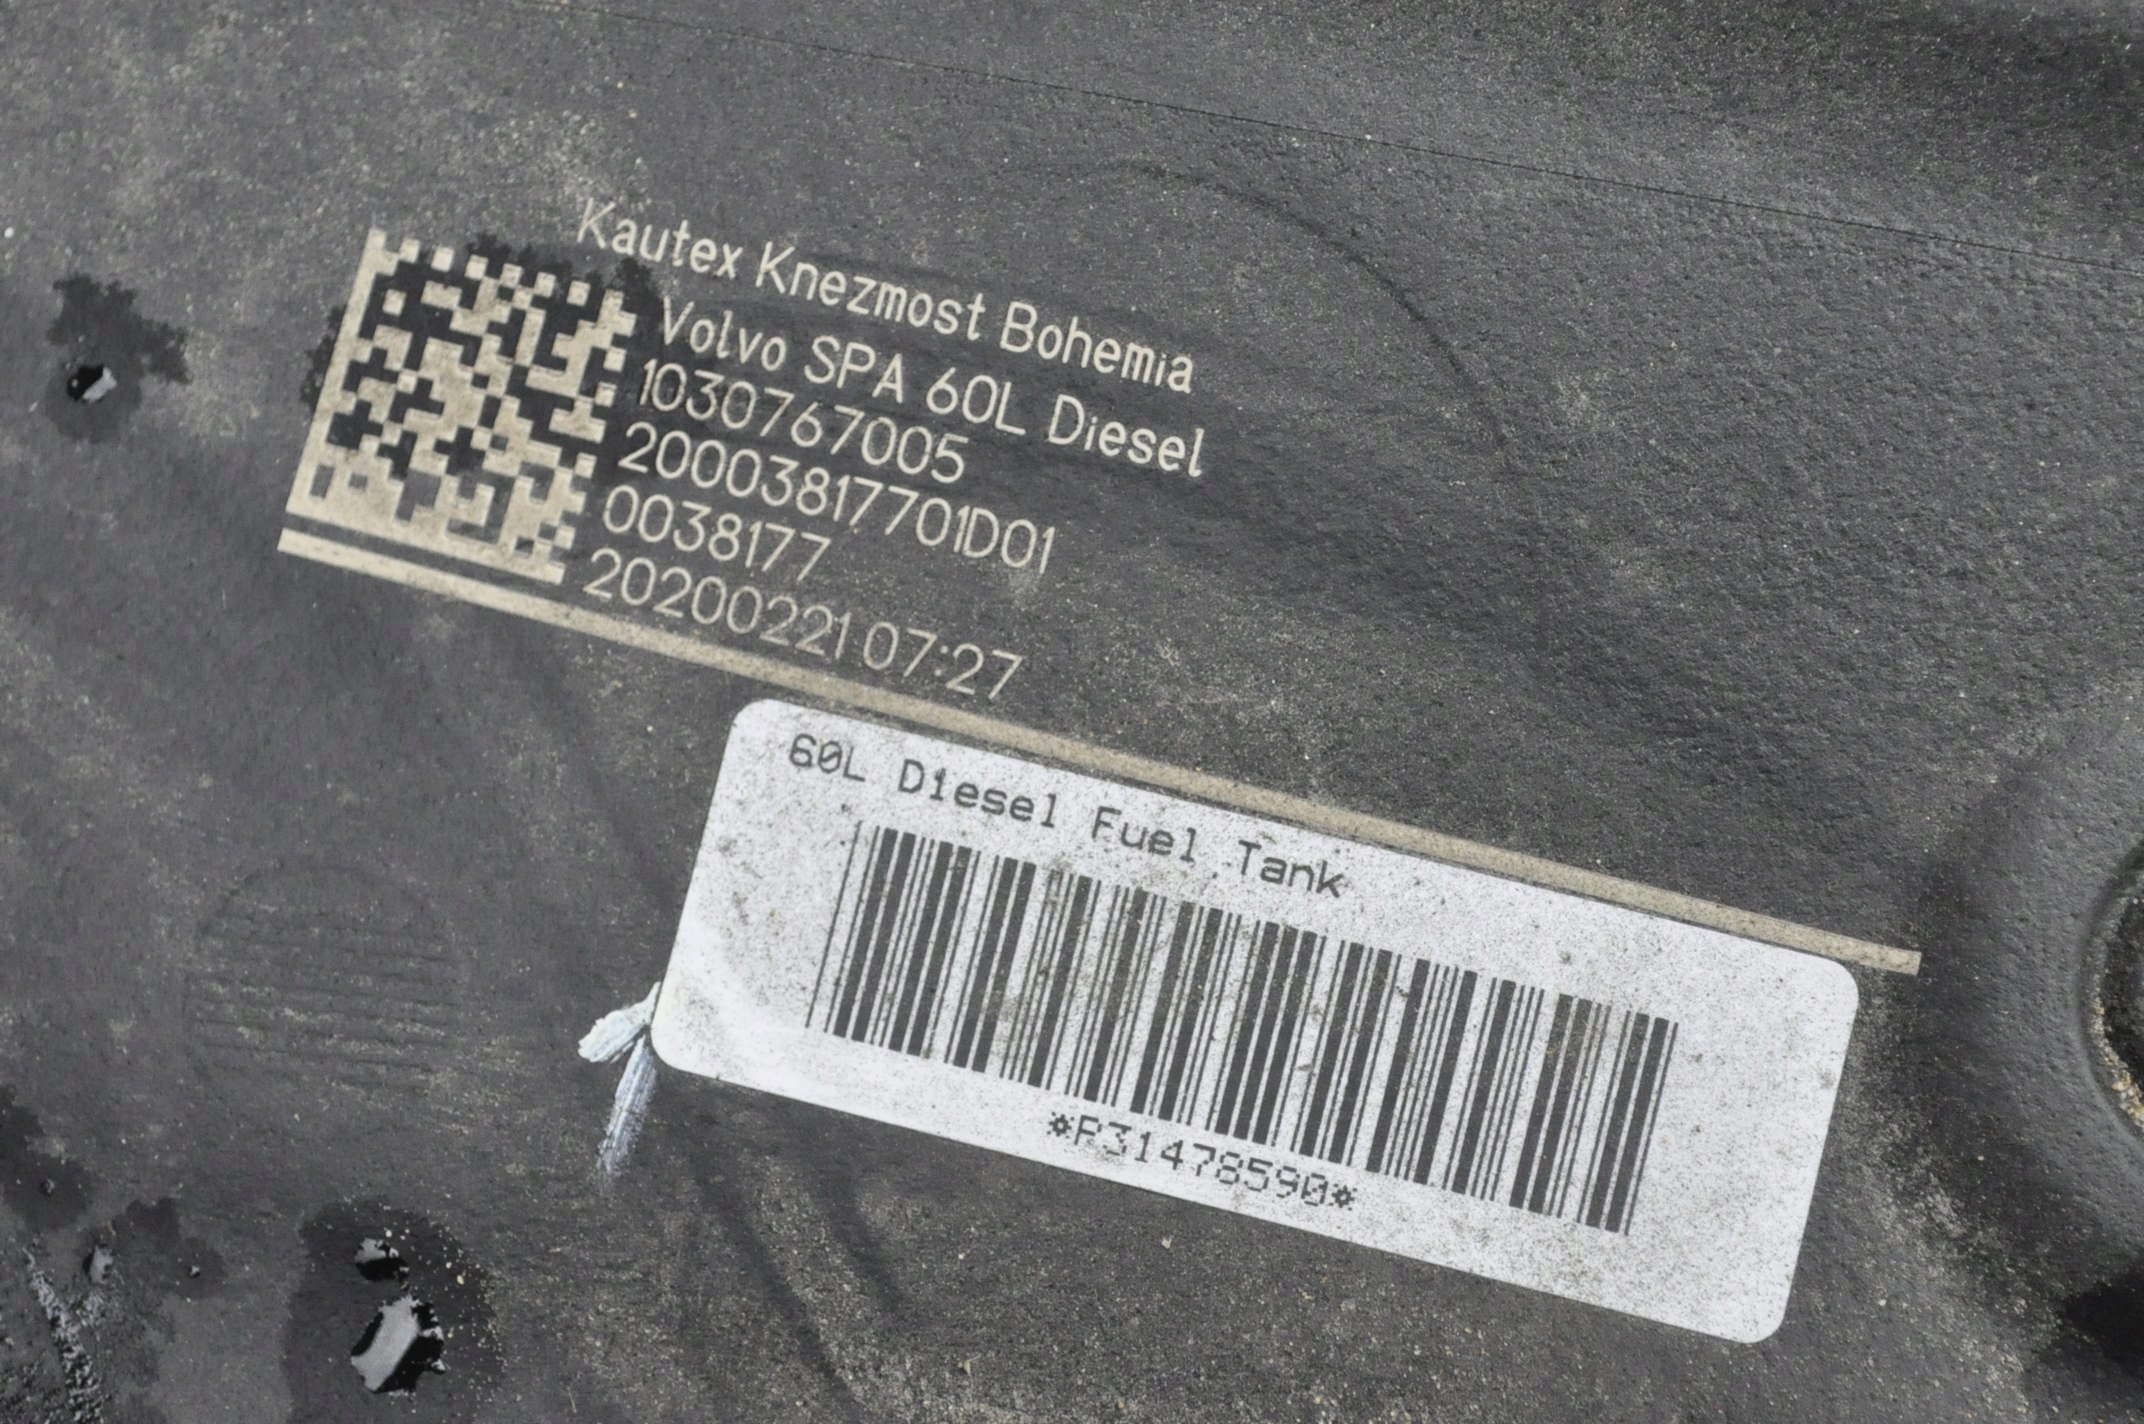 Kautex Knezmost Bohemia
Volvo SPA 60L Diesel
1030767005
20003817701D01
0038177
20200221 07:27
60L Diesel Fuel Tank
*P31478590*